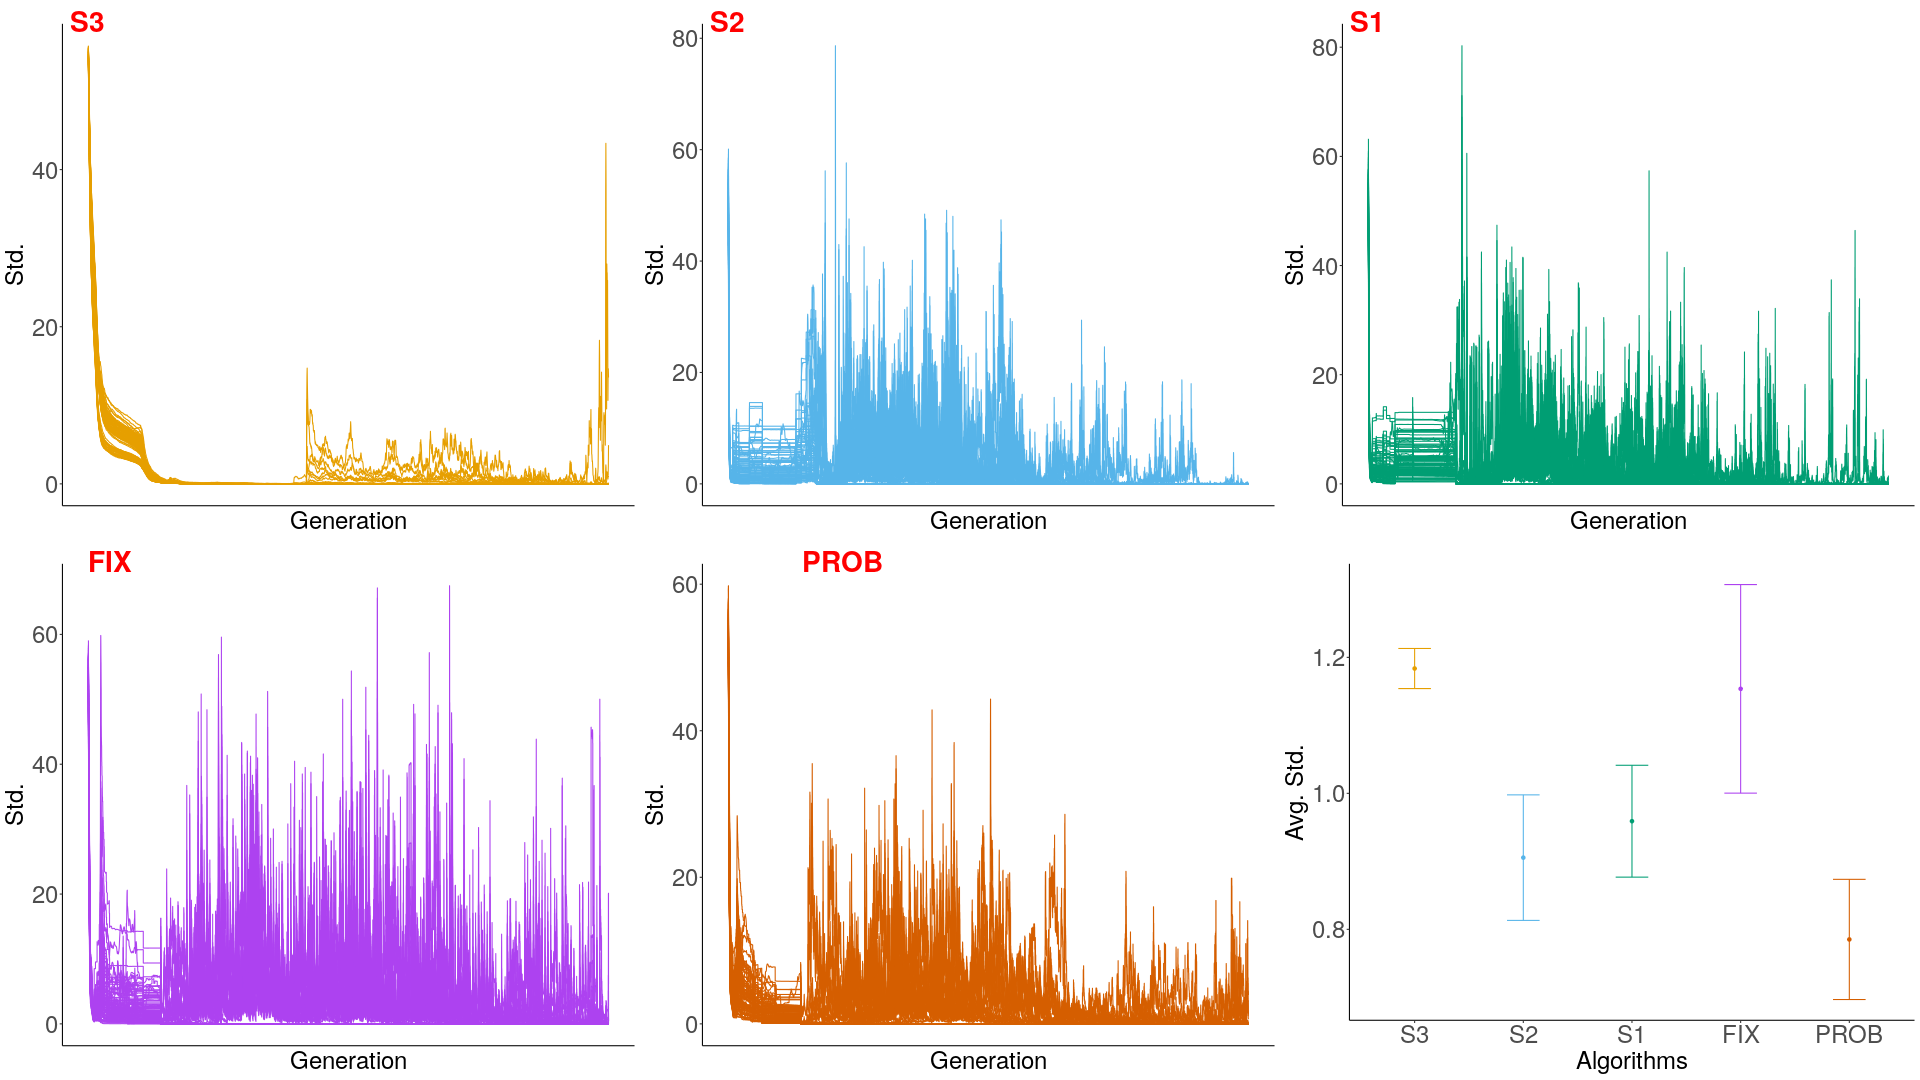 S3
40
20
0
Std.
Generation
S2
80
60
40
20
0
Std.
Generation
S1
80
60
40
20
0
Std.
Generation
FIX
60
40
20
0
Std.
Generation
PROB
60
40
20
0
Std.
Generation
1.2
1.0
0.8
Avg. Std.
S3 S2 S1 FIX PROB
Algorithms